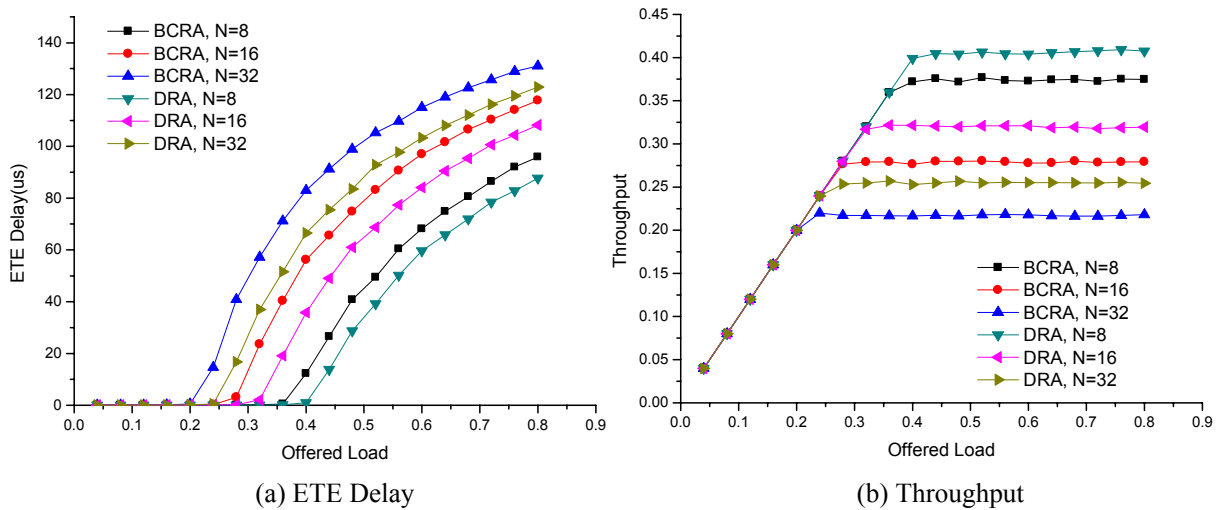 BCRA, N=8
BCRA, N=16
BCRA, N=32
DRA, N=8
DRA, N=16
DRA, N=32
140
120
100
80
60
40
20
0
ETE Delay(us)
0.0 0.1 0.2 0.3 0.4 0.5 0.6 0.7 0.8 0.9
Offered Load
(a) ETE Delay
0.45
0.40
0.35
0.30
0.25
0.20
0.15
0.10
0.05
0.00
Throughput
BCRA, N=8
BCRA, N=16
BCRA, N=32
DRA, N=8
DRA, N=16
DRA, N=32
0.0 0.1 0.2 0.3 0.4 0.5 0.6 0.7 0.8 0.9
Offered Load
(b) Throughput